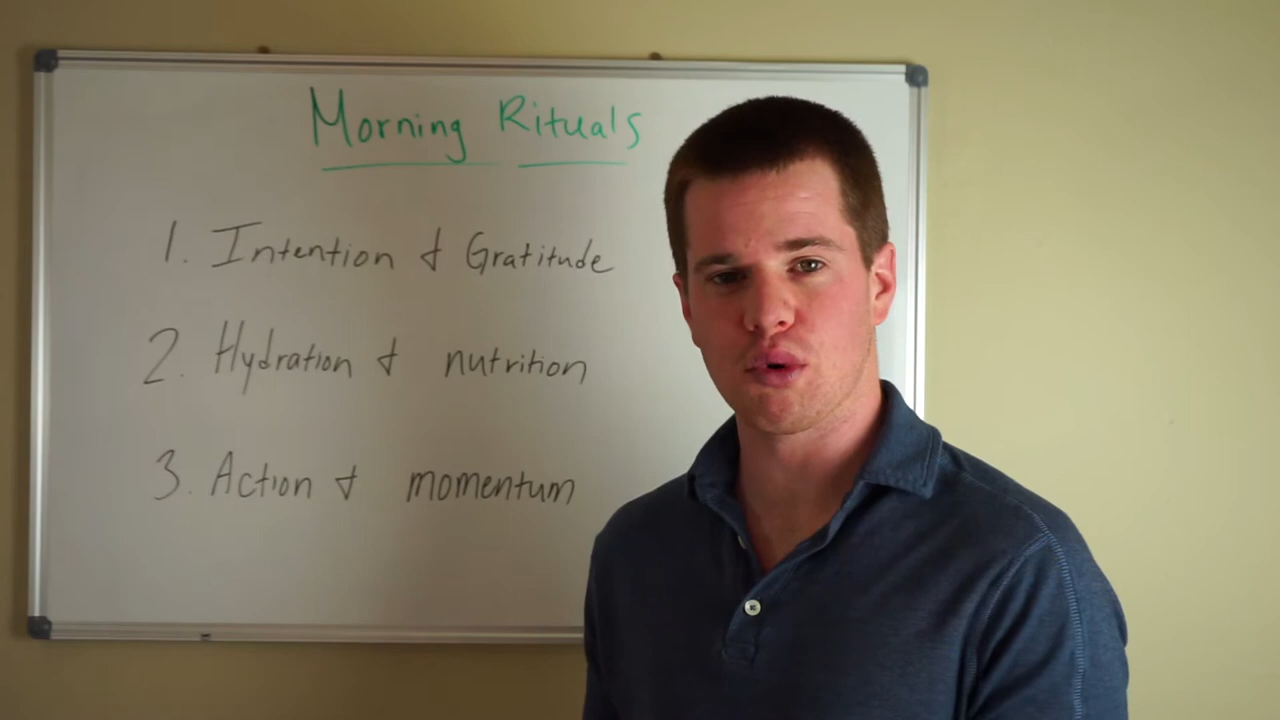 Morning Rituals
1. Intention & Gratitude
2. Hydration & nutrition
3. Action & momentum